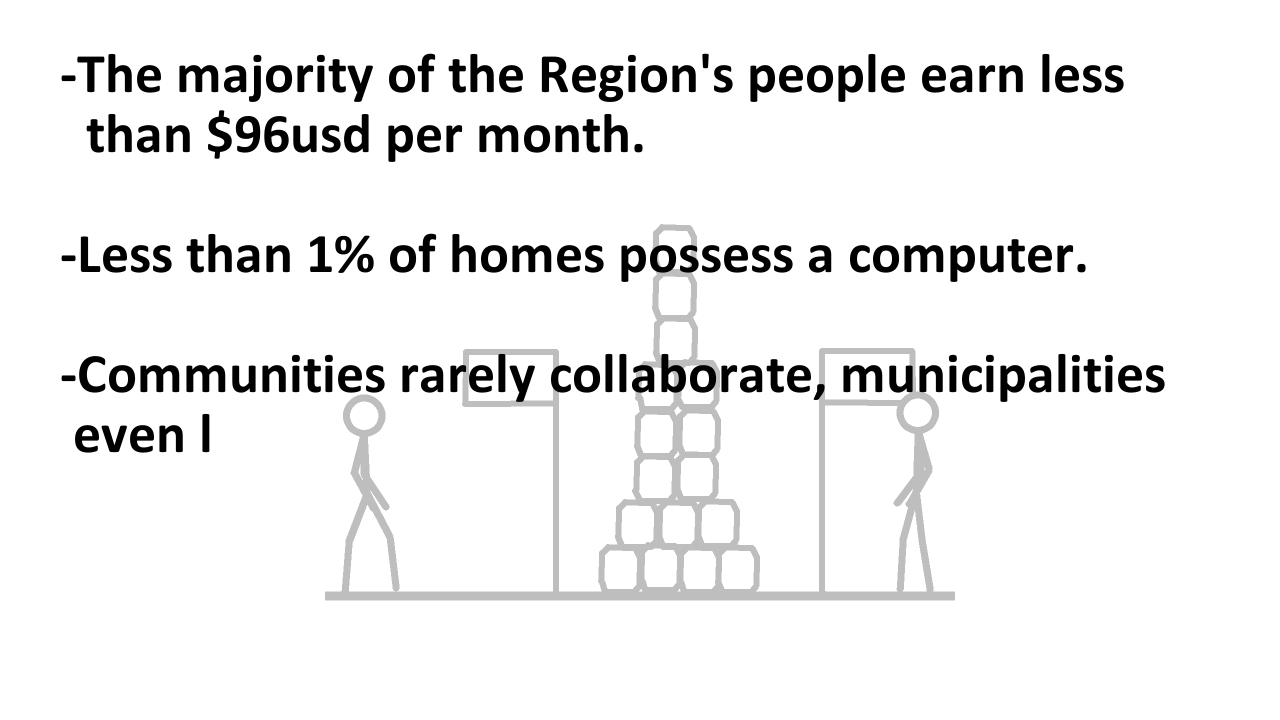 -The majority of the Region's people earn less
than $96usd per month.
-Less than 1% of homes possess a computer.
-Communities rarely collaborate, municipalities
even l